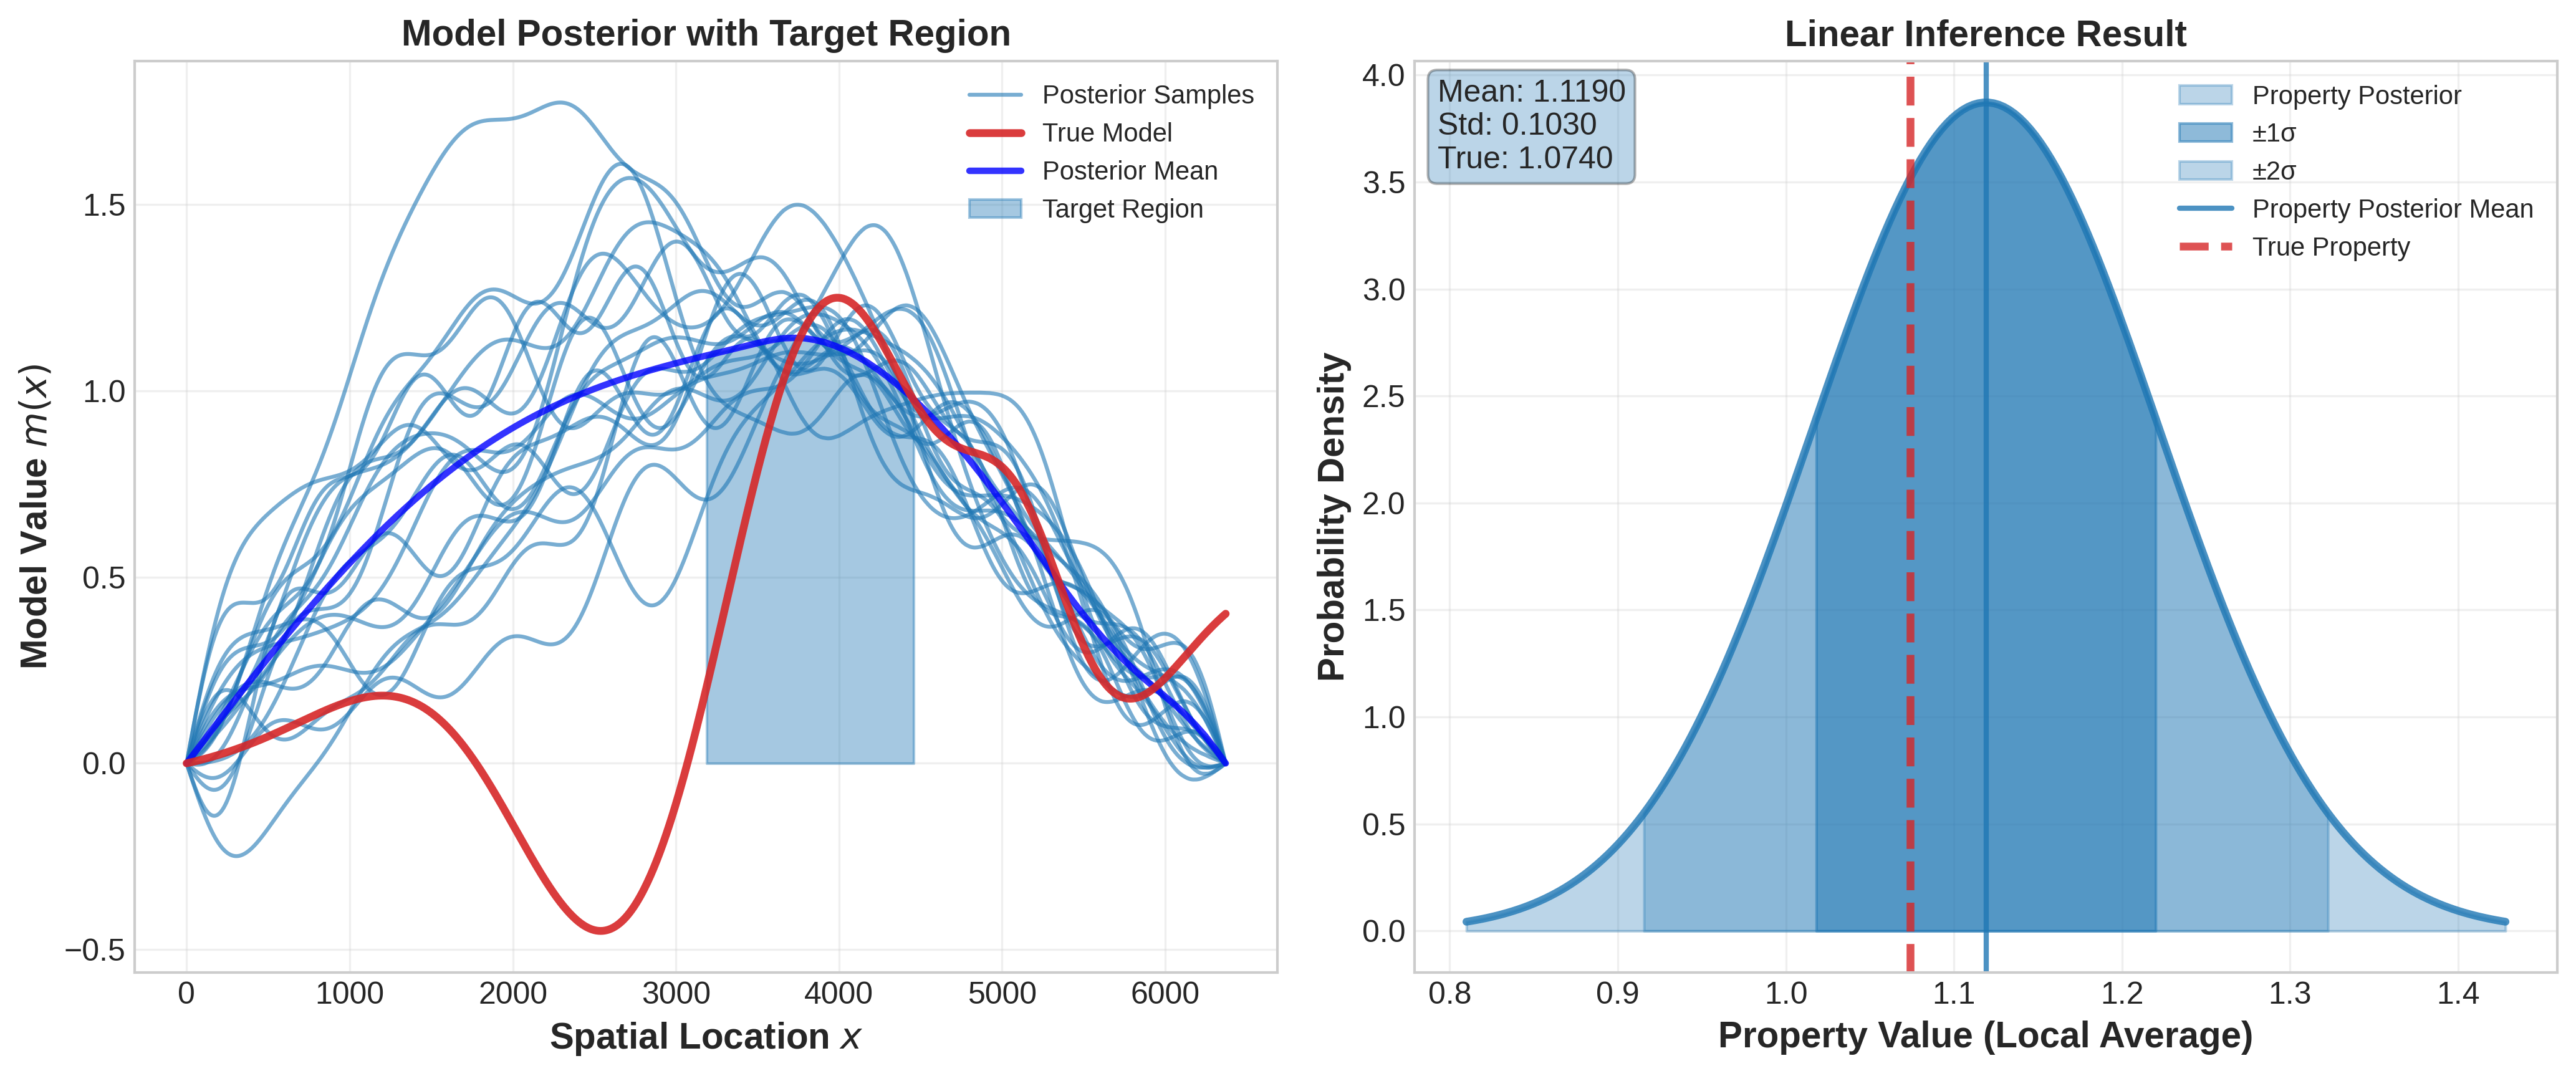 Model Posterior with Target Region
Posterior Samples
True Model
Posterior Mean
Target Region
Model Value m(x)
1.5
1.0
0.5
0.0
−0.5
0 1000 2000 3000 4000 5000 6000
Spatial Location x
Linear Inference Result
Mean: 1.1190
Std: 0.1030
True: 1.0740
Property Posterior
±1σ
±2σ
Property Posterior Mean
True Property
Probability Density
4.0
3.5
3.0
2.5
2.0
1.5
1.0
0.5
0.0
0.8 0.9 1.0 1.1 1.2 1.3 1.4
Property Value (Local Average)